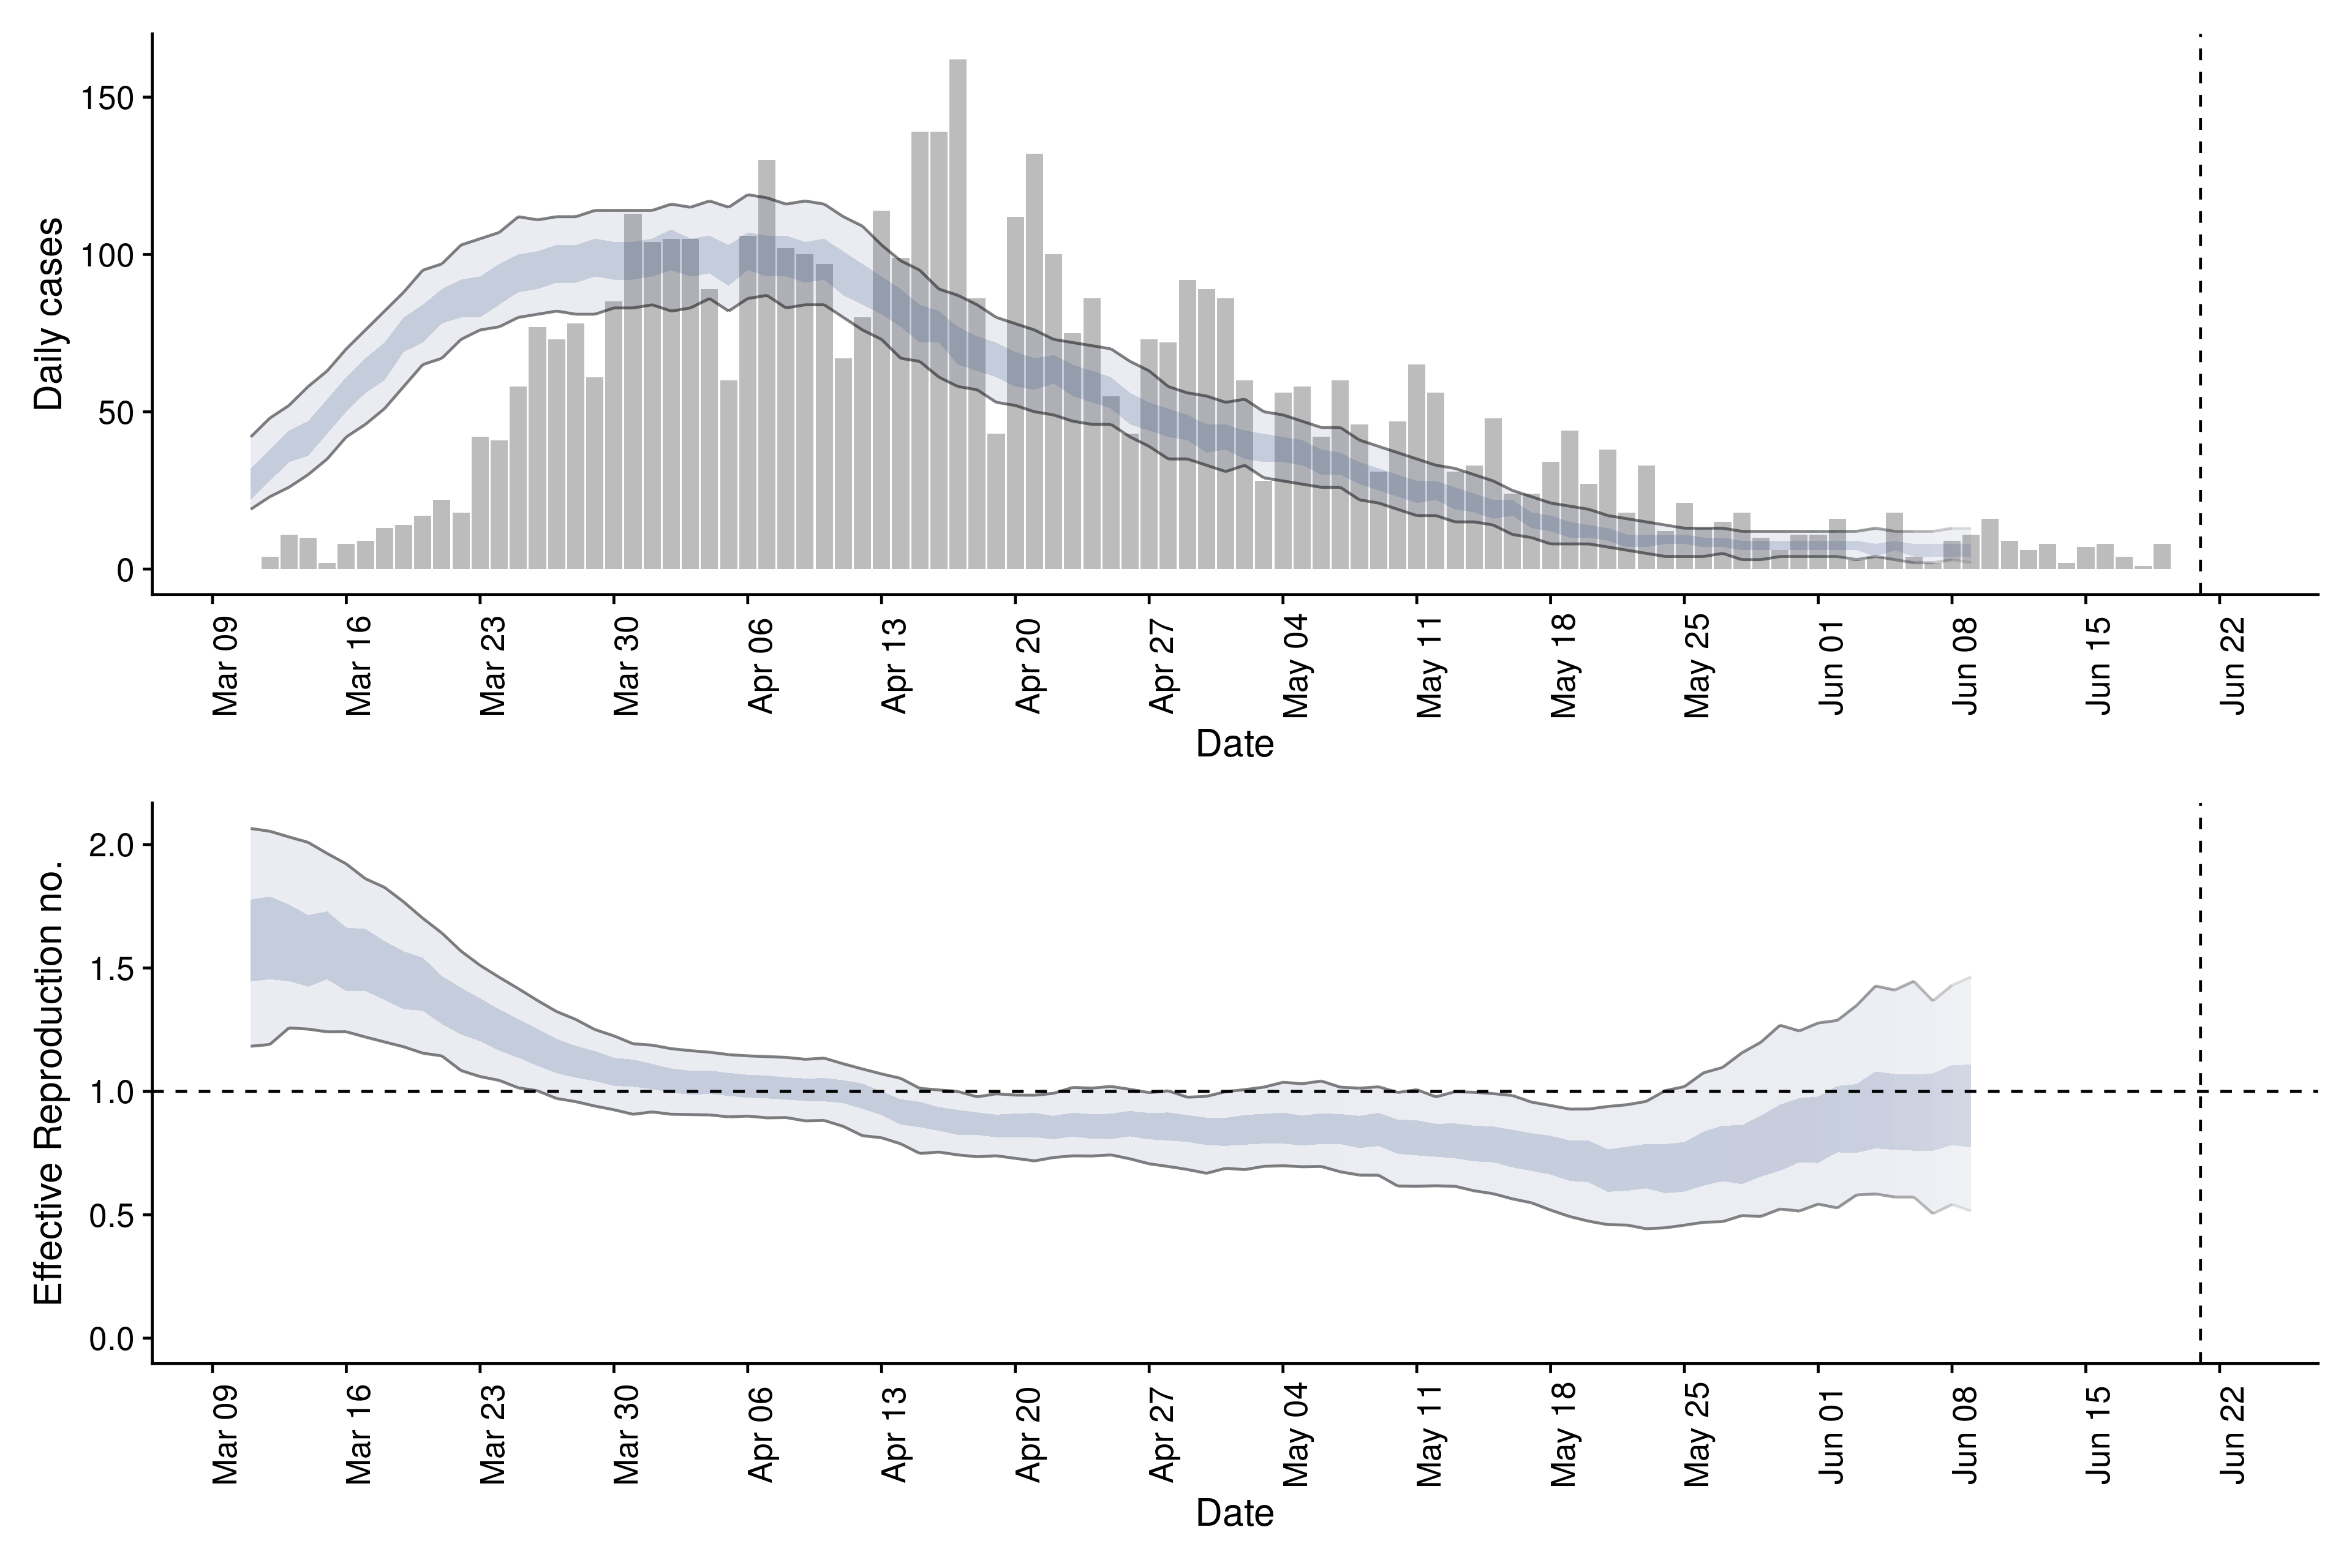 Daily cases
150
100
50
0
Mar 09
Mar 16
Mar 23
Mar 30
Apr 06
Apr 13
Apr 20
Apr 27
May 04
May 11
May 18
May 25
Jun 01
Jun 08
Jun 15
Jun 22
Date
Effective Reproduction no.
2.0
1.5
1.0
0.5
0.0
Mar 09
Mar 16
Mar 23
Mar 30
Apr 06
Apr 13
Apr 20
Apr 27
May 04
May 11
May 18
May 25
Jun 01
Jun 08
Jun 15
Jun 22
Date